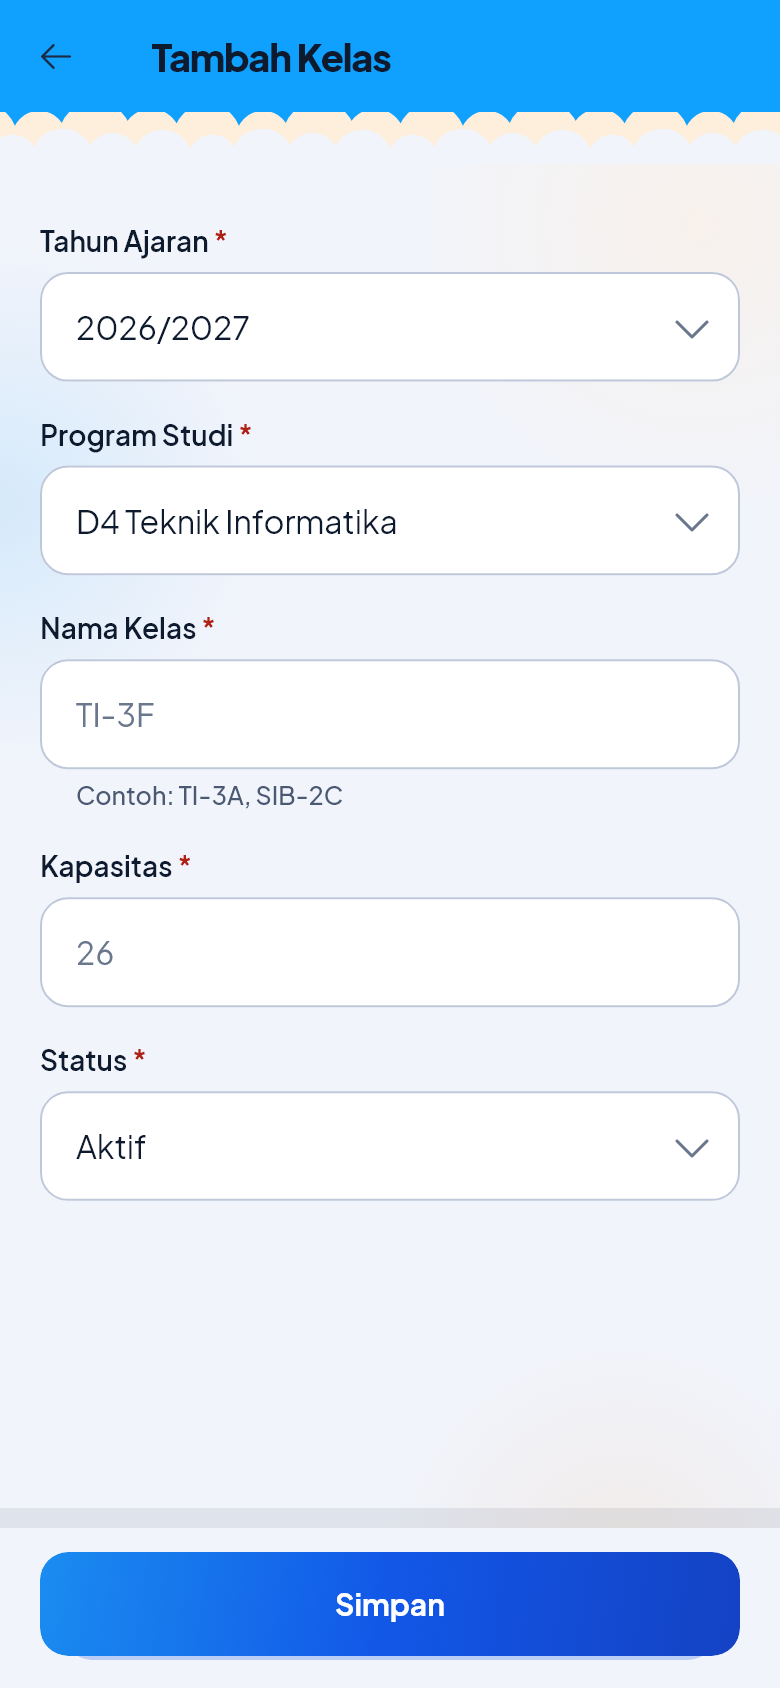 Tambah Kelas
Tahun Ajaran *
2026/2027
Program Studi *
D4 Teknik Informatika
Nama Kelas *
TI-3F
Contoh: TI-3A, SIB-2C
Kapasitas *
26
Status *
Aktif
Simpan